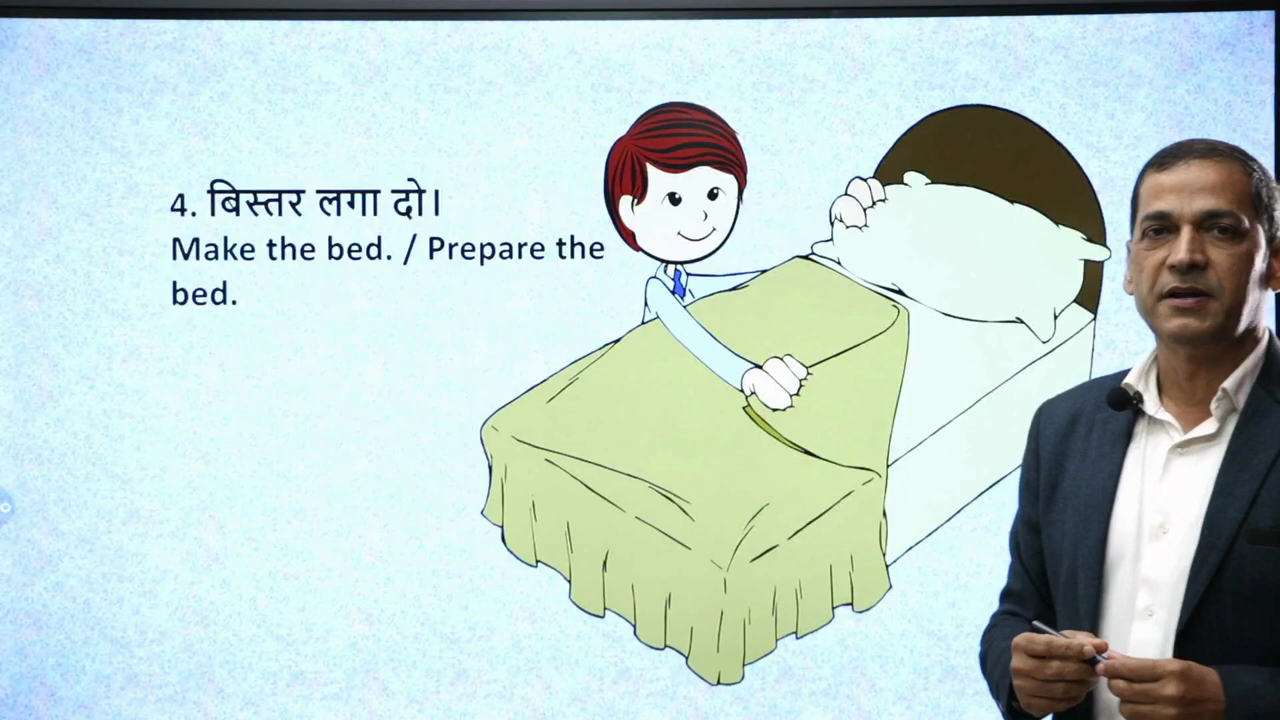 4. बिस्तर लगा दो।
Make the bed. / Prepare the
bed.